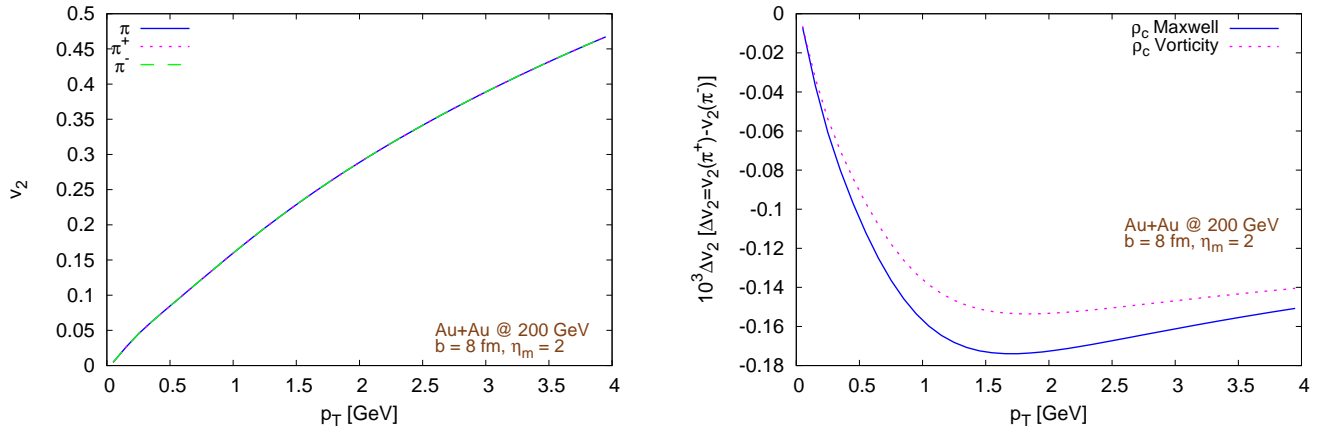 v2
0.5
0.45
0.4
0.35
0.3
0.25
0.2
0.15
0.1
0.05
0
π
π+
π-
Au+Au @ 200 GeV
b = 8 fm, ηm = 2
0 0.5 1 1.5 2 2.5 3 3.5 4
pT [GeV]
10^3Δv2 [Δv2=v2(π+)-v2(π-)]
0
-0.02
-0.04
-0.06
-0.08
-0.1
-0.12
-0.14
-0.16
-0.18
ρc Maxwell
ρc Vorticity
Au+Au @ 200 GeV
b = 8 fm, ηm = 2
0 0.5 1 1.5 2 2.5 3 3.5 4
pT [GeV]